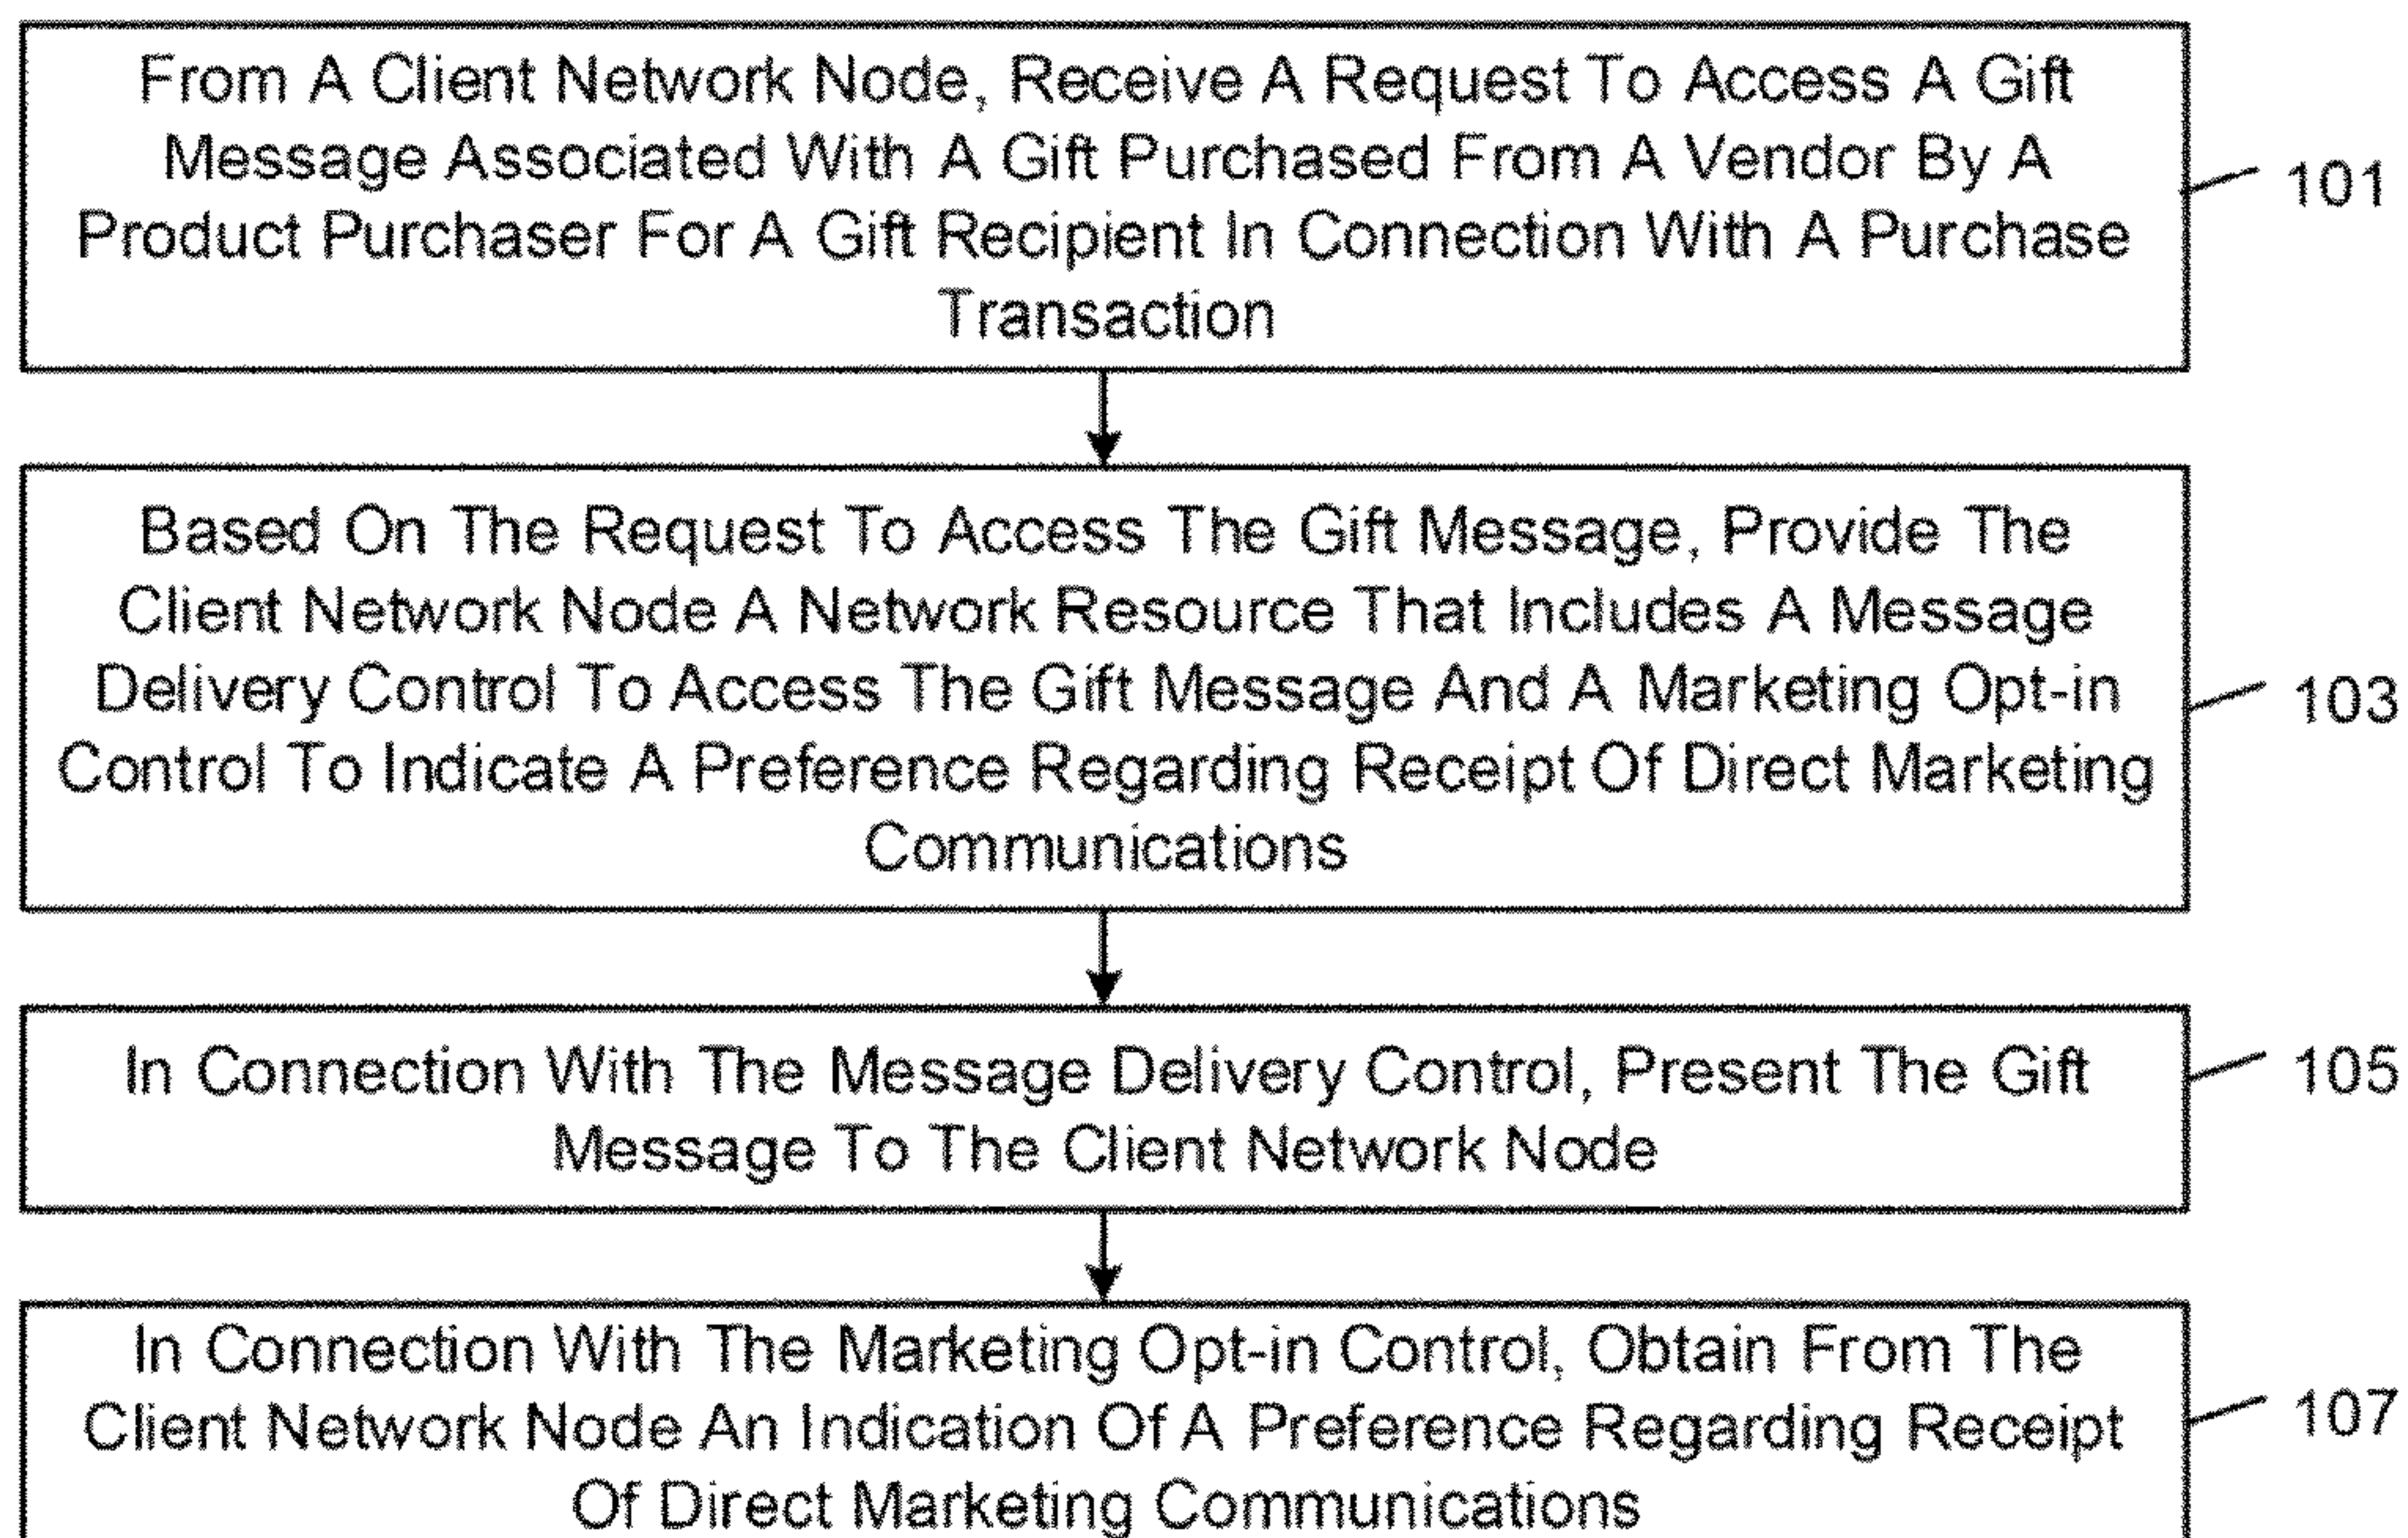 From A Client Network Node, Receive A Request To Access A Gift
Message Associated With A Gift Purchased From A Vendor By A
Product Purchaser For A Gift Recipient In Connection With A Purchase
Transaction
101
Based On The Request To Access The Gift Message, Provide The
Client Network Node A Network Resource That Includes A Message
Delivery Control To Access The Gift Message And A Marketing Opt-in
Control To Indicate A Preference Regarding Receipt Of Direct Marketing
Communications
103
In Connection With The Message Delivery Control, Present The Gift
Message To The Client Network Node
105
In Connection With The Marketing Opt-in Control, Obtain From The
Client Network Node An Indication Of A Preference Regarding Receipt
Of Direct Marketing Communications
107